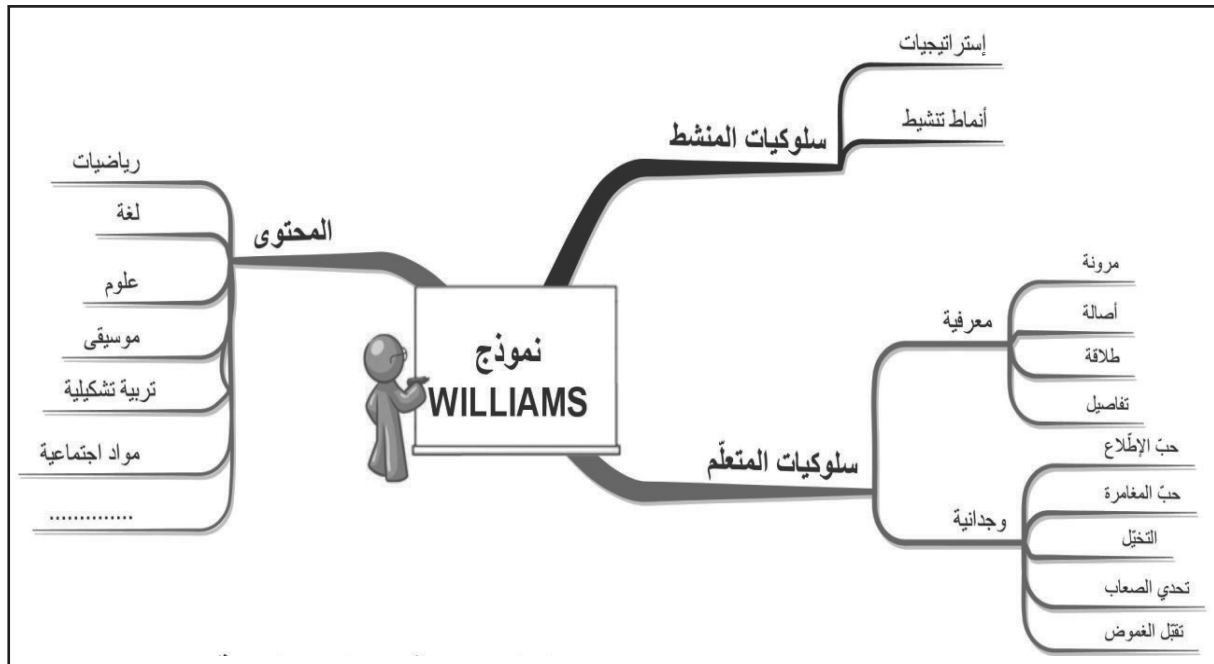 نموذج
WILLIAMS
سلوكيات المنشط
إستراتيجيات
أنماط تنشيط
سلوكيات المتعلّم
معرفية
مرونة
أصالة
طلاقة
تفاصيل
وجدانية
حبّ الإطّلاع
حبّ المغامرة
التخيّل
تحدي الصعاب
تقبّل الغموض
المحتوى
رياضيات
لغة
علوم
موسيقى
تربية تشكيلية
مواد اجتماعية
..............